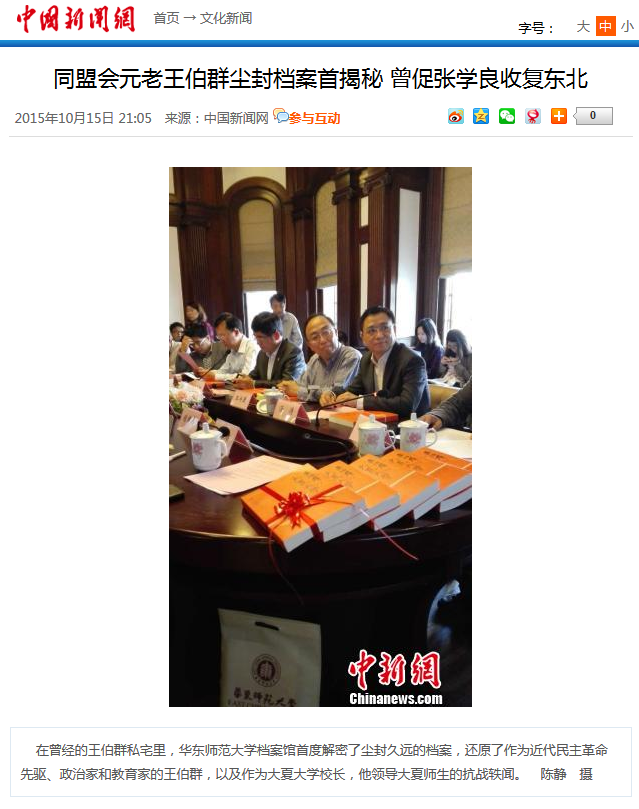 中国新闻网
首页 → 文化新闻
字号： 大 中 小
同盟会元老王伯群尘封档案首揭秘 曾促张学良收复东北
2015年10月15日 21:05 来源：中国新闻网 参与互动
0
中新网
Chinanews.com
在曾经的王伯群私宅里，华东师范大学档案馆首度解密了尘封久远的档案，还原了作为近代民主革命
先驱、政治家和教育家的王伯群，以及作为大夏大学校长，他领导大夏师生的抗战轶闻。 陈静 摄